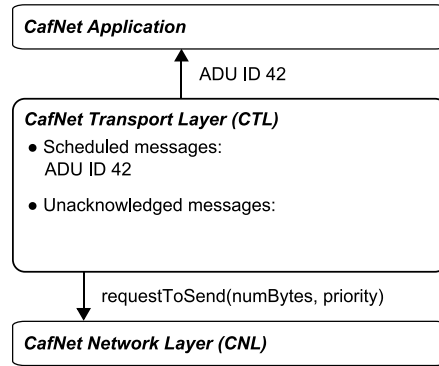 CafNet Application
ADU ID 42
CafNet Transport Layer (CTL)
● Scheduled messages:
ADU ID 42
● Unacknowledged messages:
requestToSend(numBytes, priority)
CafNet Network Layer (CNL)